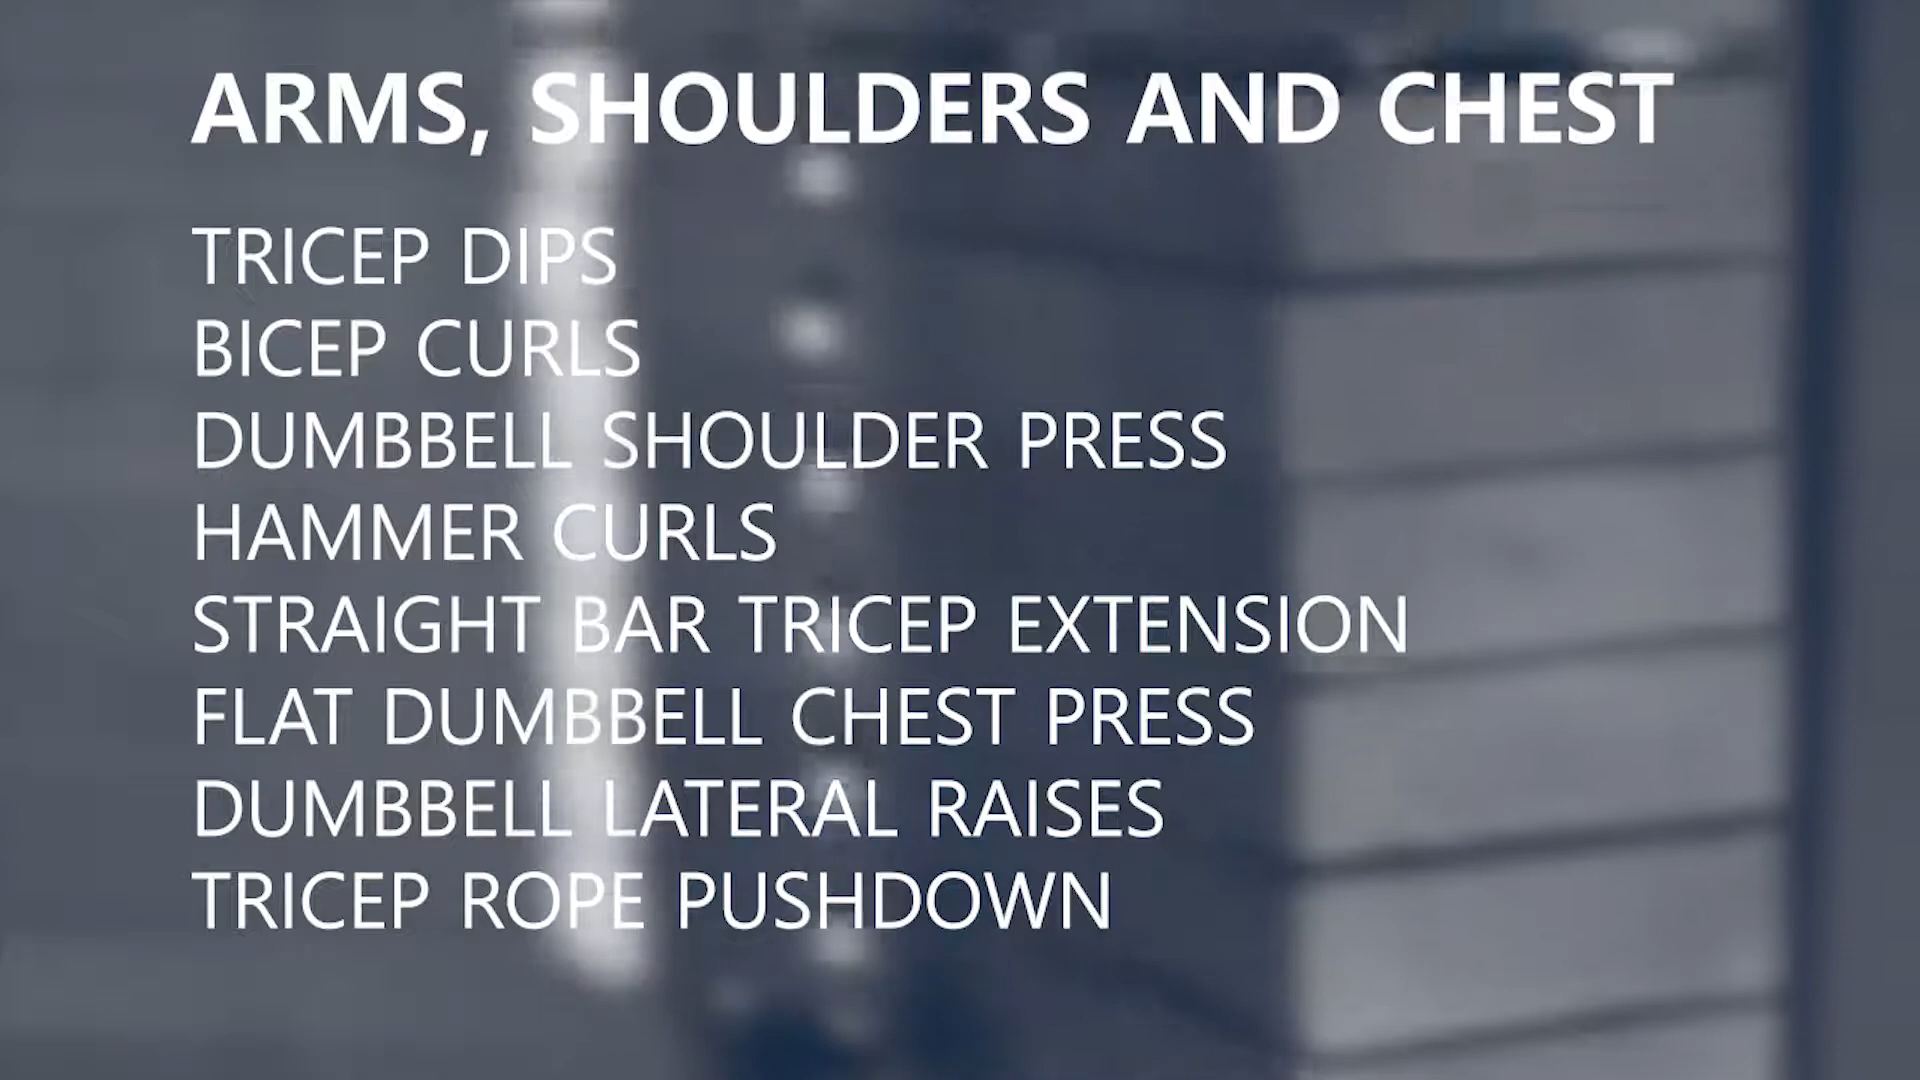 ARMS, SHOULDERS AND CHEST
TRICEP DIPS
BICEP CURLS
DUMBBELL SHOULDER PRESS
HAMMER CURLS
STRAIGHT BAR TRICEP EXTENSION
FLAT DUMBBELL CHEST PRESS
DUMBBELL LATERAL RAISES
TRICEP ROPE PUSHDOWN